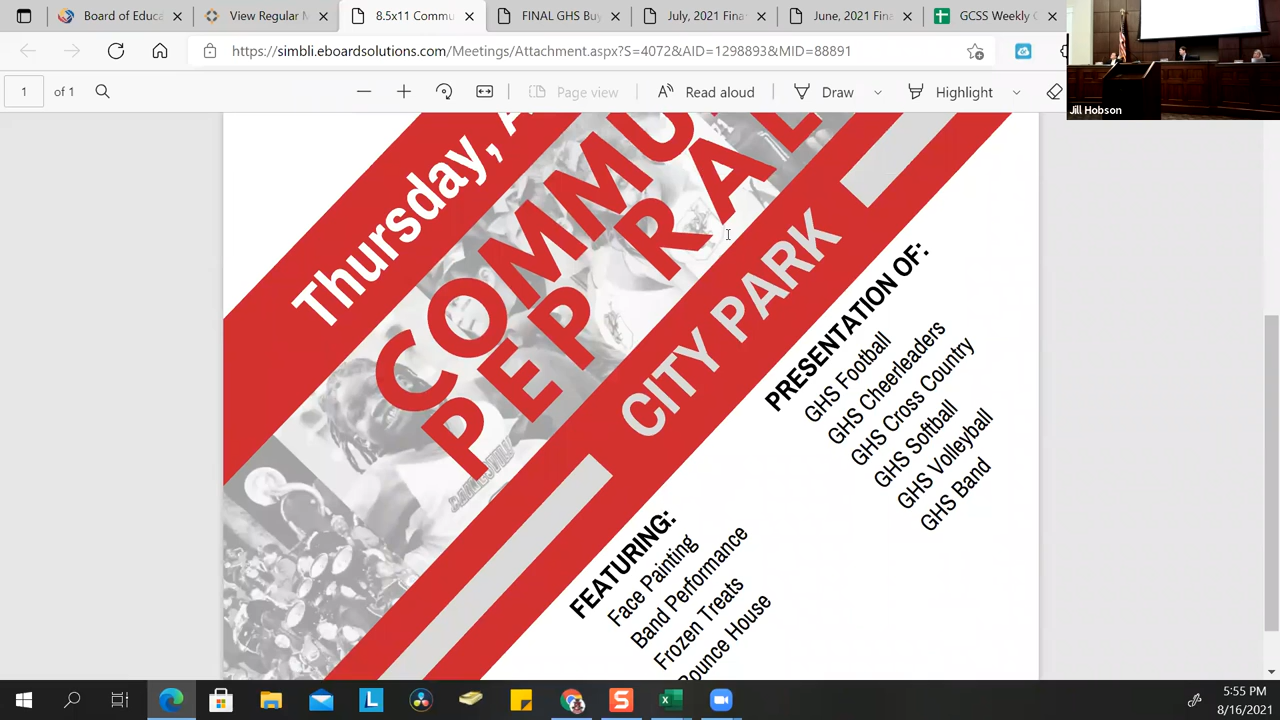 Board of Educa
View Regular M
8.5x11 Commu
FINAL GHS Buy
July, 2021 Fina
June, 2021 Fina
GCSS Weekly C
https://simbli.eboardsolutions.com/Meetings/Attachment.aspx?S=4072&AID=1298893&MID=88891
1
of 1
Page view
Read aloud
Draw
Highlight
Jill Hobson
Thursday, A
COMMU
PEP RAL
CITY PARK
PRESENTATION OF:
GHS Football
GHS Cheerleaders
GHS Cross Country
GHS Softball
GHS Volleyball
GHS Band
FEATURING:
Face Painting
Band Performance
Frozen Treats
Bounce House
5:55 PM
8/16/2021